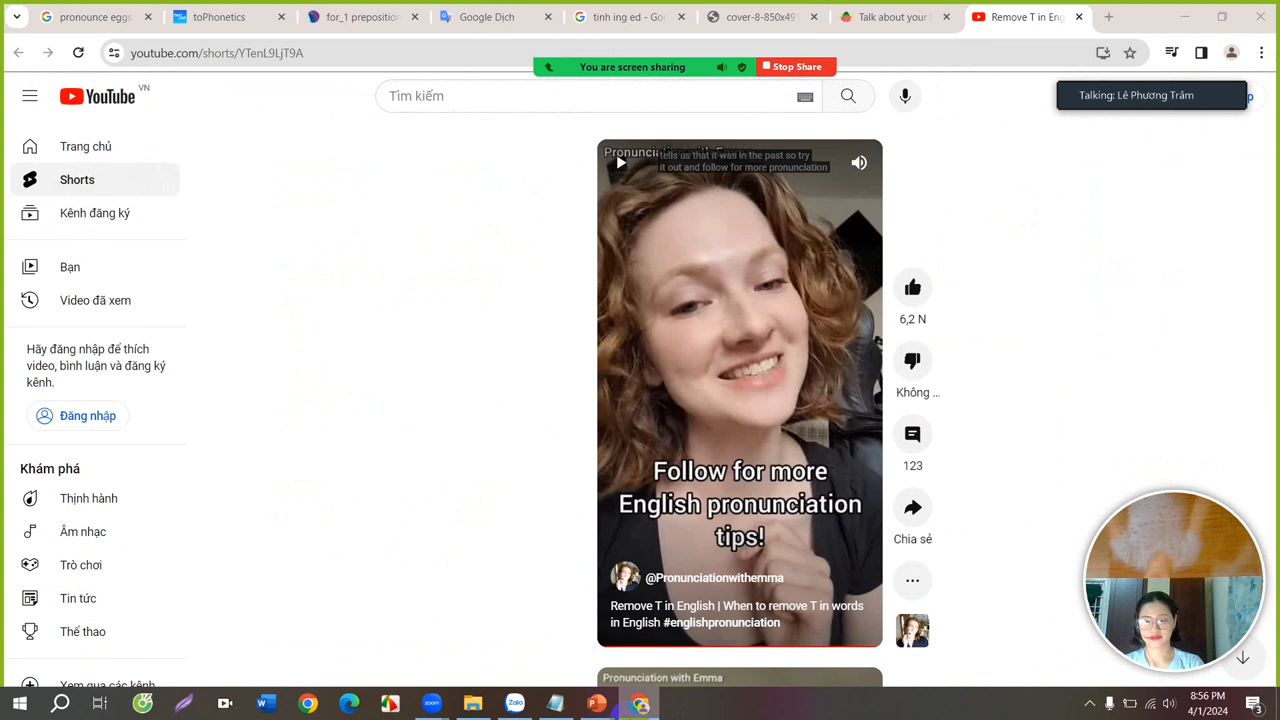 pronounce eggs
toPhonetics
for_1 preposition
Google Dịch
tinh ing ed - Goo
cover-8-850x491
Talk about your
Remove T in Eng
youtube.com/shorts/YTenL9LjT9A
You are screen sharing
Stop Share
YouTube VN
Tìm kiếm
Talking: Lê Phương Trâm
Trang chủ
Shorts
Kênh đăng ký
Bạn
Video đã xem
Hãy đăng nhập để thích
video, bình luận và đăng ký
kênh.
Đăng nhập
Khám phá
Thịnh hành
Âm nhạc
Trò chơi
Tin tức
Thể thao
Xem qua các kênh
tells us that it was in the past so try
it out and follow for more pronunciation
Follow for more
English pronunciation
tips!
@Pronunciationwithemma
Remove T in English | When to remove T in words
in English #englishpronunciation
6,2 N
Không ...
123
Chia sẻ
Pronunciation with Emma
8:56 PM
4/1/2024